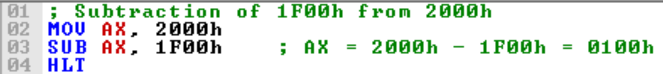 01 ; Subtraction of 1F00h from 2000h
02 MOV AX, 2000h
03 SUB AX, 1F00h ; AX = 2000h - 1F00h = 0100h
04 HLT